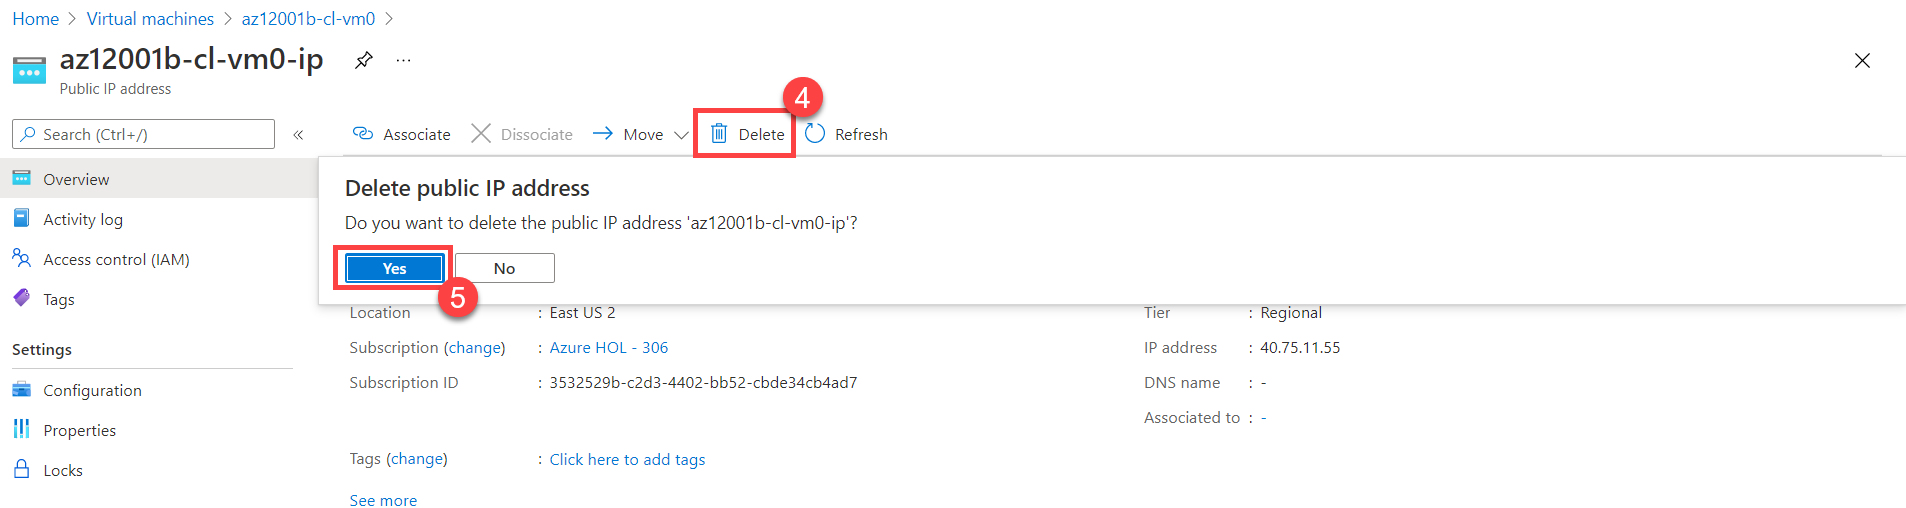 Home > Virtual machines > az12001b-cl-vm0 >
az12001b-cl-vm0-ip ...
Public IP address
Search (Ctrl+/) «
Associate Dissociate Move Delete Refresh
4
Overview
Activity log
Access control (IAM)
Tags
Settings
Configuration
Properties
Locks
Delete public IP address
Do you want to delete the public IP address 'az12001b-cl-vm0-ip'?
Yes No
5
Location : East US 2
Subscription (change) : Azure HOL - 306
Subscription ID : 3532529b-c2d3-4402-bb52-cbde34cb4ad7
Tags (change) : Click here to add tags
See more
Tier : Regional
IP address : 40.75.11.55
DNS name : -
Associated to : -